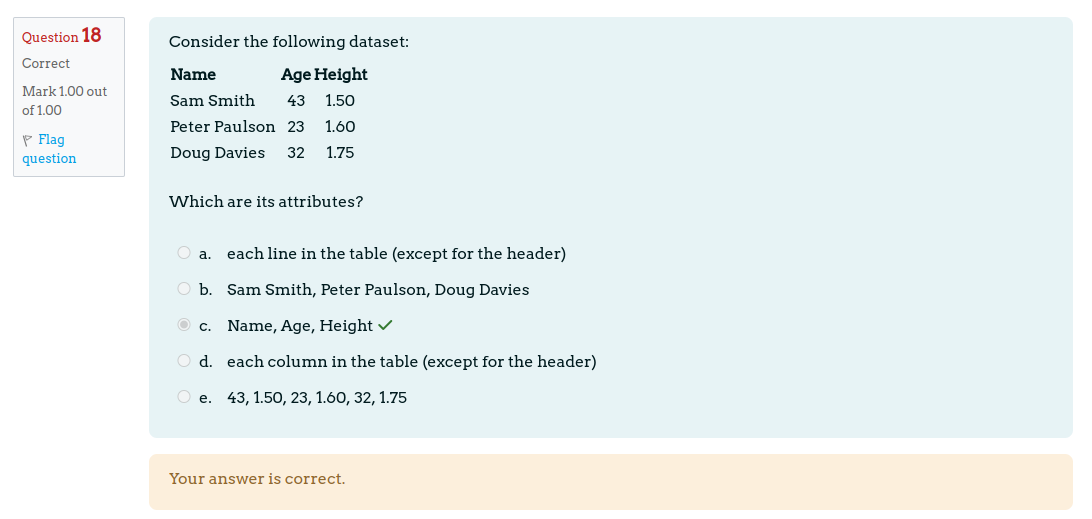 Question 18
Correct
Mark 1.00 out
of 1.00
Flag
question
Consider the following dataset:
Name Age Height
Sam Smith 43 1.50
Peter Paulson 23 1.60
Doug Davies 32 1.75
Which are its attributes?
a. each line in the table (except for the header)
b. Sam Smith, Peter Paulson, Doug Davies
c. Name, Age, Height
d. each column in the table (except for the header)
e. 43, 1.50, 23, 1.60, 32, 1.75
Your answer is correct.